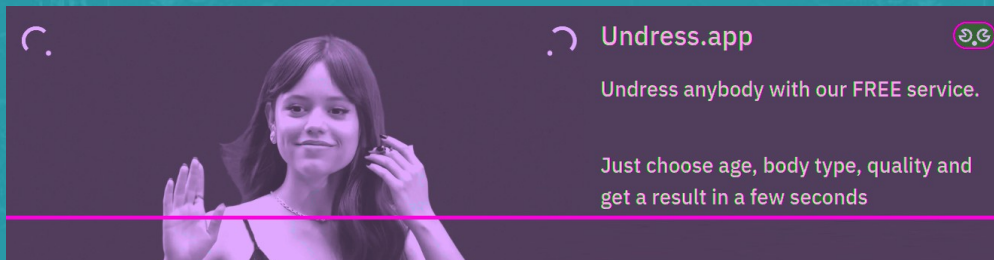 Undress.app
Undress anybody with our FREE service.
Just choose age, body type, quality and
get a result in a few seconds